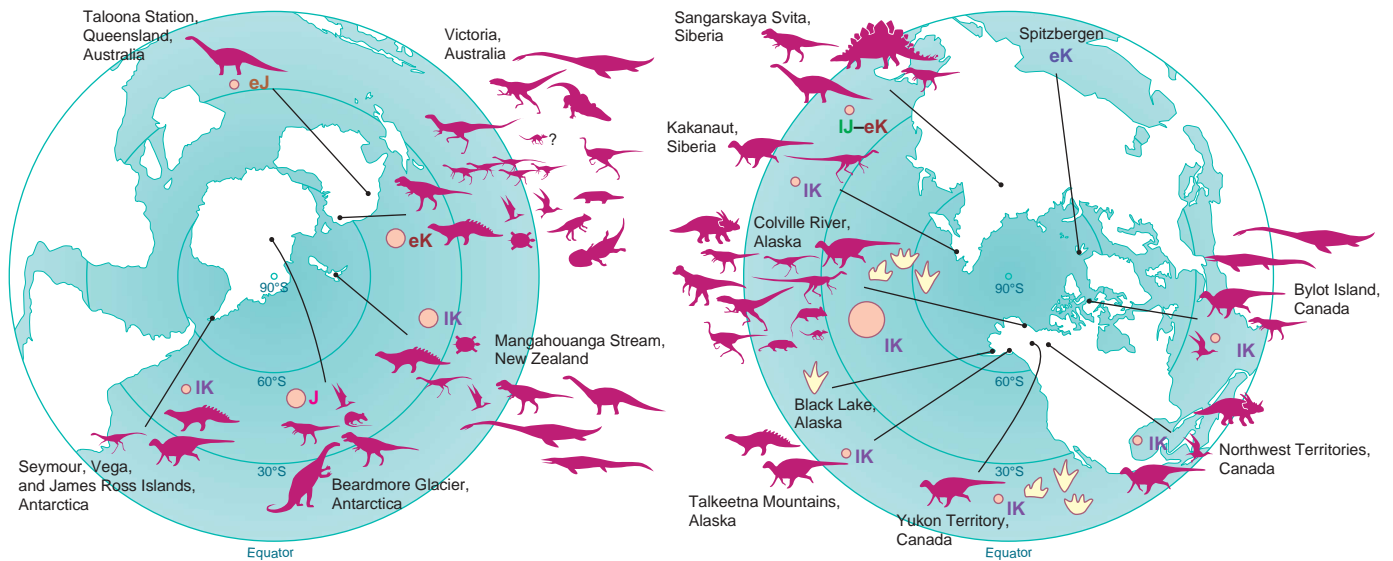 Taloona Station,
Queensland,
Australia
eJ
Victoria,
Australia
?
eK
90°S
lK
Mangahouanga Stream,
New Zealand
60°S
lK
J
30°S
Seymour, Vega,
and James Ross Islands,
Antarctica
Beardmore Glacier,
Antarctica
Equator
Sangarskaya Svita,
Siberia
Spitzbergen
eK
lJ–eK
Kakanaut,
Siberia
lK
Colville River,
Alaska
90°S
Bylot Island,
Canada
lK
lK
60°S
Black Lake,
Alaska
lK
lK
Northwest Territories,
Canada
30°S
Talkeetna Mountains,
Alaska
lK
Yukon Territory,
Canada
Equator